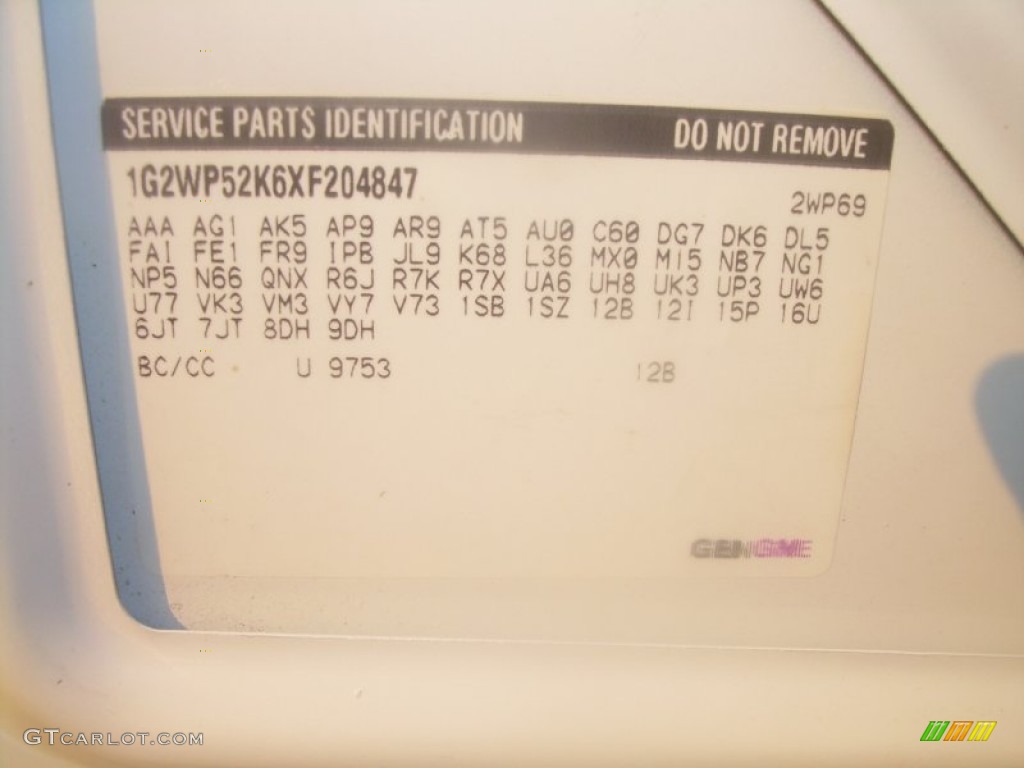 SERVICE PARTS IDENTIFICATION DO NOT REMOVE
1G2WP52K6XF204847
2WP69
AAA AG1 AK5 AP9 AR9 AT5 AU0 C60 DG7 DK6 DL5
FA1 FE1 FR9 IPB JL9 K68 L36 MX0 M15 NB7 NG1
NP5 N66 QNX R6J R7K R7X UA6 UH8 UK3 UP3 UW6
U77 VK3 VM3 VY7 V73 1SB 1SZ 12B 12I 15P 16U
6JT 7JT 8DH 9DH
BC/CC U 9753 12B
GTCARLOT.COM